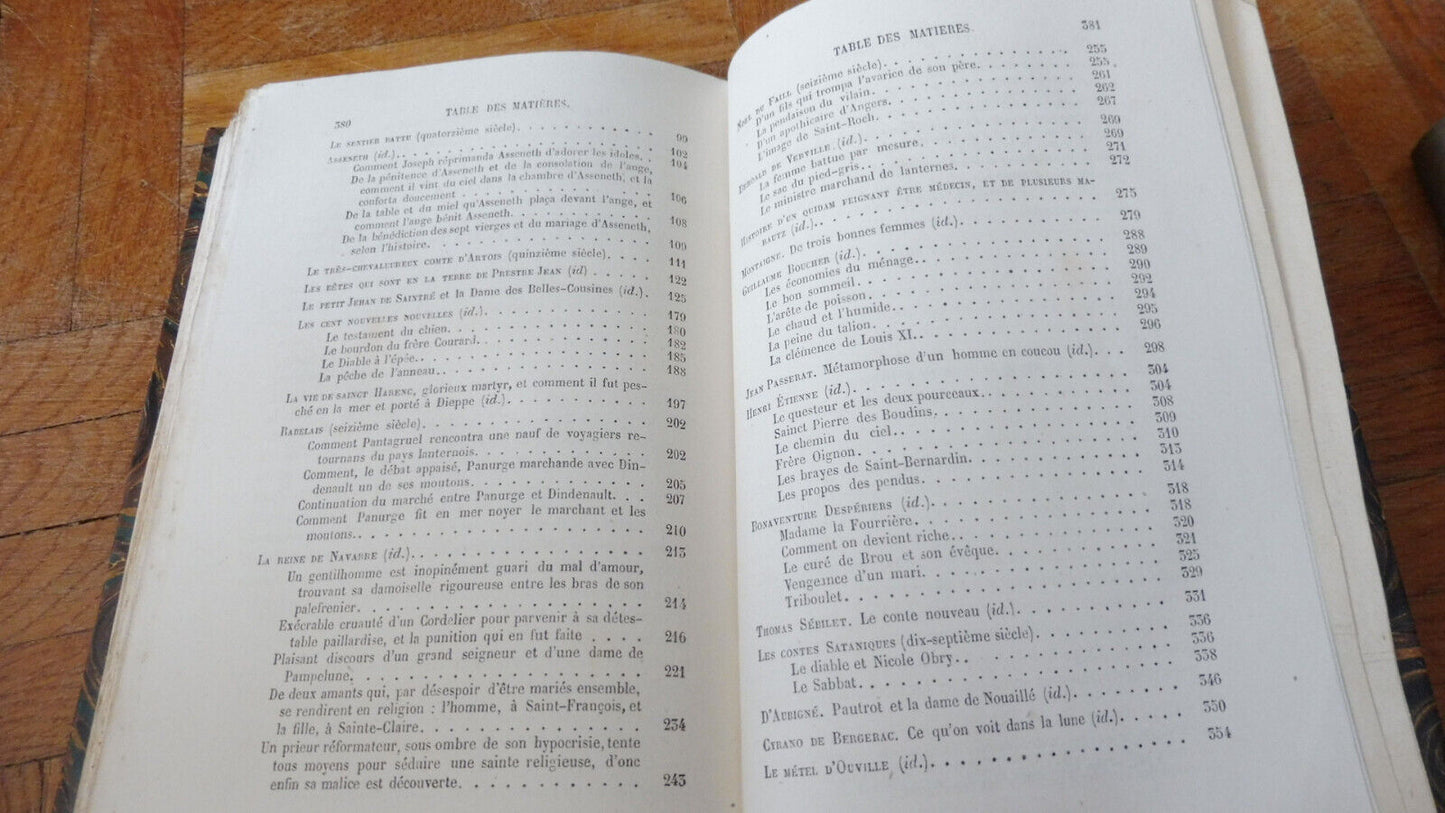 380 TABLE DES MATIÈRES.
LE SENTIER BATTU (quatorzième siècle). 99
ASSENETH (id.). 102
Comment Joseph réprimanda Asseneth d'adorer les idoles. 104
De la pénitence d'Asseneth et de la consolation de l'ange,
comment il vint du ciel dans la chambre d'Asseneth, et la
conforta doucement 106
De la table et du miel qu'Asseneth plaça devant l'ange, et
comment l'ange bénit Asseneth. 108
De la bénédiction des sept vierges et du mariage d'Asseneth,
selon l'histoire. 109
LE TRÈS-CHEVALUREUX COMTE D'ARTOIS (quinzième siècle). 111
LES BÊTES QUI SONT EN LA TERRE DE PRESTRE JEAN (id) 122
LE PETIT JEHAN DE SAINTRÉ et la Dame des Belles-Cousines (id.). 125
LES CENT NOUVELLES NOUVELLES (id.). 179
Le testament du chien. 180
Le bourdon du frère Courard. 182
Le Diable à l'épée. 185
La pêche de l'anneau. 188
LA VIE DE SAINCT HARENC, glorieux martyr, et comment il fut pes-
ché en la mer et porté à Dieppe (id.). 197
RABELAIS (seizième siècle). 202
Comment Pantagruel rencontra une nauf de voyagiers re-
tournans du pays lanternois. 202
Comment, le débat appaisé, Panurge marchande avec Din-
denault un de ses moutons. 205
Continuation du marché entre Panurge et Dindenault. 207
Comment Panurge fit en mer noyer le marchant et les
moutons. 210
LA REINE DE NAVARRE (id.). 213
Un gentilhomme est inopinément guari du mal d'amour,
trouvant sa damoiselle rigoureuse entre les bras de son
palefrenier. 214
Exécrable cruauté d'un Cordelier pour parvenir à sa détes-
table paillardise, et la punition qui en fut faite 216
Plaisant discours d'un grand seigneur et d'une dame de
Pampelune. 221
De deux amants qui, par désespoir d'être mariés ensemble,
se rendirent en religion : l'homme, à Saint-François, et
la fille, à Sainte-Claire. 234
Un prieur réformateur, sous ombre de son hypocrisie, tente
tous moyens pour séduire une sainte religieuse, d'onc
enfin sa malice est découverte. 243
TABLE DES MATIÈRES. 381
NOEL DU FAILL (seizième siècle). 255
D'un fils qui trompa l'avarice de son père. 255
La pendaison du vilain. 261
D'un apothicaire d'Angers. 262
L'image de Saint-Roch. 267
BEROALD DE VERVILLE. (id.). 269
La femme battue par mesure. 269
Le sac du pied-gris. 271
Le ministre marchand de lanternes. 272
HISTOIRE D'UN QUIDAM FEIGNANT ÊTRE MÉDECIN, ET DE PLUSIEURS MA-
RAUTZ (id.). 275
MONTAIGNE. De trois bonnes femmes (id.). 279
GUILLAUME BOUCHER (id.). 288
Les économies du ménage. 289
Le bon sommeil 290
L'arête de poisson. 292
Le chaud et l'humide. 294
La peine du talion. 295
La clémence de Louis XI. 296
JEAN PASSERAT. Métamorphose d'un homme en coucou (id.). 298
HENRI ÉTIENNE (id.). 304
Le questeur et les deux pourceaux. 304
Sainct Pierre des Boudins. 308
Le chemin du ciel. 309
Frère Oignon. 310
Les brayes de Saint-Bernardin. 313
Les propos des pendus. 314
BONAVENTURE DESPÉRIERS (id.). 318
Madame la Fourrière. 318
Comment on devient riche. 320
Le curé de Brou et son évêque. 321
Vengeance d'un mari. 325
Triboulet. 329
THOMAS SÉBILET. Le conte nouveau (id.). 331
LES CONTES SATANIQUES (dix-septième siècle). 336
Le diable et Nicole Obry. 336
Le Sabbat. 338
D'AUBIGNÉ. Pautrot et la dame de Nouaillé (id.). 346
CYRANO DE BERGERAC. Ce qu'on voit dans la lune (id.). 350
LE MÉTEL D'OUVILLE (id.). 354